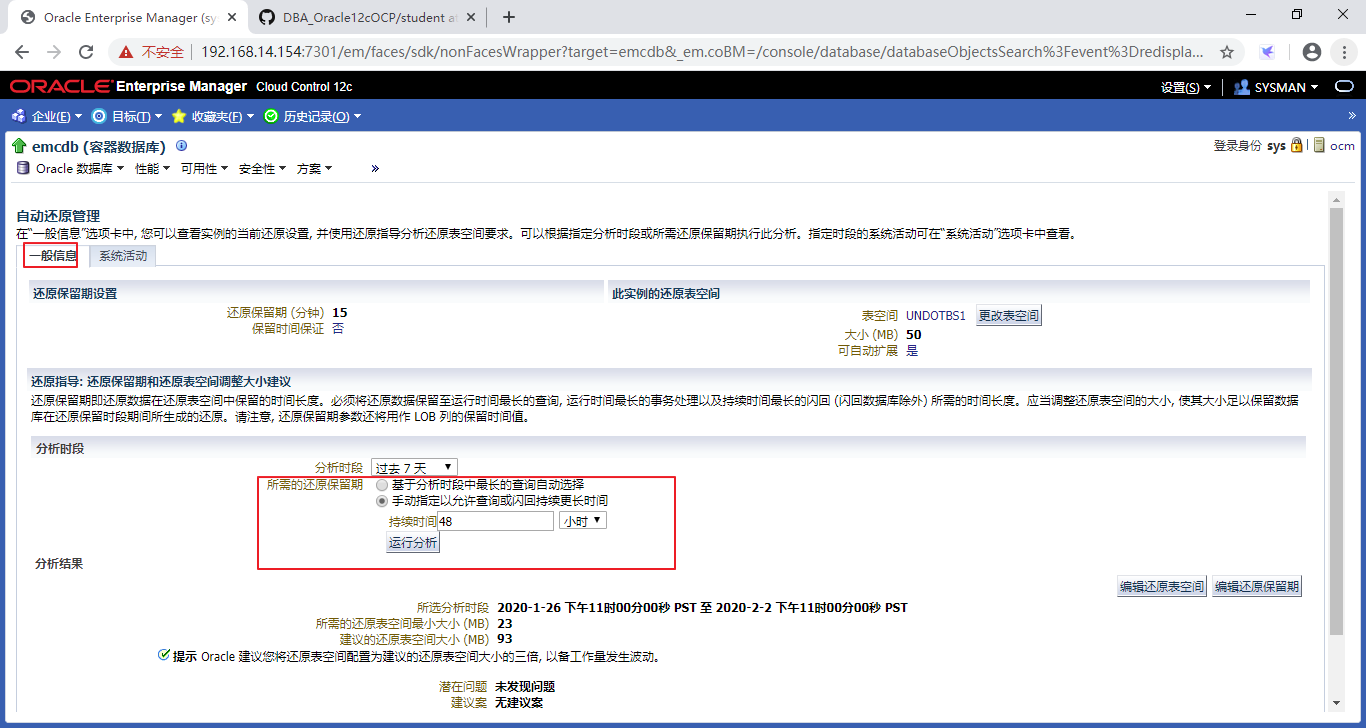 Oracle Enterprise Manager (sy
DBA_Oracle12cOCP/student a
不安全
192.168.14.154:7301/em/faces/sdk/nonFacesWrapper?target=emcdb&_em.coBM=/console/database/databaseObjectsSearch%3Fevent%3Dredispla...
ORACLE Enterprise Manager Cloud Control 12c
设置(S) SYSMAN
企业(E) 目标(T) 收藏夹(F) 历史记录(O) »
emcdb (容器数据库)
登录身份 sys ocm
Oracle 数据库 性能 可用性 安全性 方案 »
自动还原管理
在“一般信息”选项卡中, 您可以查看实例的当前还原设置, 并使用还原指导分析还原表空间要求。可以根据指定分析时段或所需还原保留期执行此分析。指定时段的系统活动可在“系统活动”选项卡中查看。
一般信息 系统活动
还原保留期设置
还原保留期 (分钟) 15
保留时间保证 否
此实例的还原表空间
表空间 UNDOTBS1 更改表空间
大小 (MB) 50
可自动扩展 是
还原指导: 还原保留期和还原表空间调整大小建议
还原保留期即还原数据在还原表空间中保留的时间长度。必须将还原数据保留至运行时间最长的查询, 运行时间最长的事务处理以及持续时间最长的闪回 (闪回数据库除外) 所需的时间长度。应当调整还原表空间的大小, 使其大小足以保留数据
库在还原保留时段期间所生成的还原。请注意, 还原保留期参数还将用作 LOB 列的保留时间值。
分析时段
分析时段 过去 7 天
所需的还原保留期 基于分析时段中最长的查询自动选择
手动指定以允许查询或闪回持续更长时间
持续时间 48 小时
运行分析
分析结果
编辑还原表空间 编辑还原保留期
所选分析时段 2020-1-26 下午11时00分00秒 PST 至 2020-2-2 下午11时00分00秒 PST
所需的还原表空间最小大小 (MB) 23
建议的还原表空间大小 (MB) 93
提示 Oracle 建议您将还原表空间配置为建议的还原表空间大小的三倍, 以备工作量发生波动。
潜在问题 未发现问题
建议案 无建议案